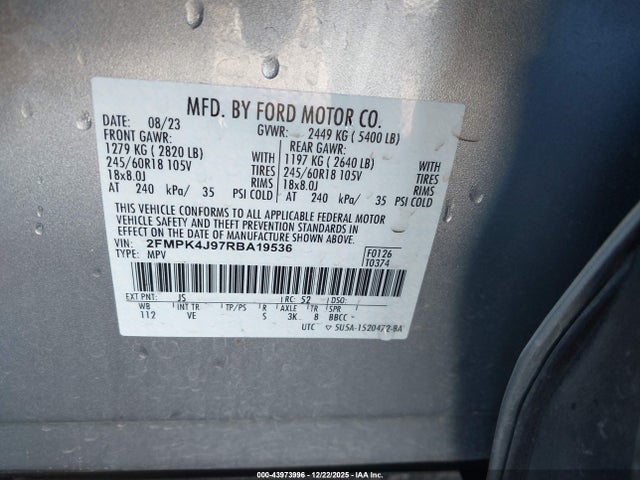 MFD. BY FORD MOTOR CO.
DATE: 08/23 GVWR: 2449 KG ( 5400 LB)
FRONT GAWR: REAR GAWR:
1279 KG ( 2820 LB) WITH 1197 KG ( 2640 LB) WITH
245/60R18 105V TIRES 245/60R18 105V TIRES
18x8.0J RIMS 18x8.0J RIMS
AT 240 kPa/ 35 PSI COLD AT 240 kPa/ 35 PSI COLD
THIS VEHICLE CONFORMS TO ALL APPLICABLE FEDERAL MOTOR
VEHICLE SAFETY AND THEFT PREVENTION STANDARDS IN
EFFECT ON THE DATE OF MANUFACTURE SHOWN ABOVE.
VIN: 2FMPK4J97RBA19536 F0126
TYPE: MPV T0374
EXT PNT: JS RC: 52 DSO:
WB INT TR TP/PS R AXLE TR SPR
112 VE S 3K 8 BBCC
UTC ▽ 5U5A-1520472-BA
000-43973996 - 12/22/2025 - IAA Inc.